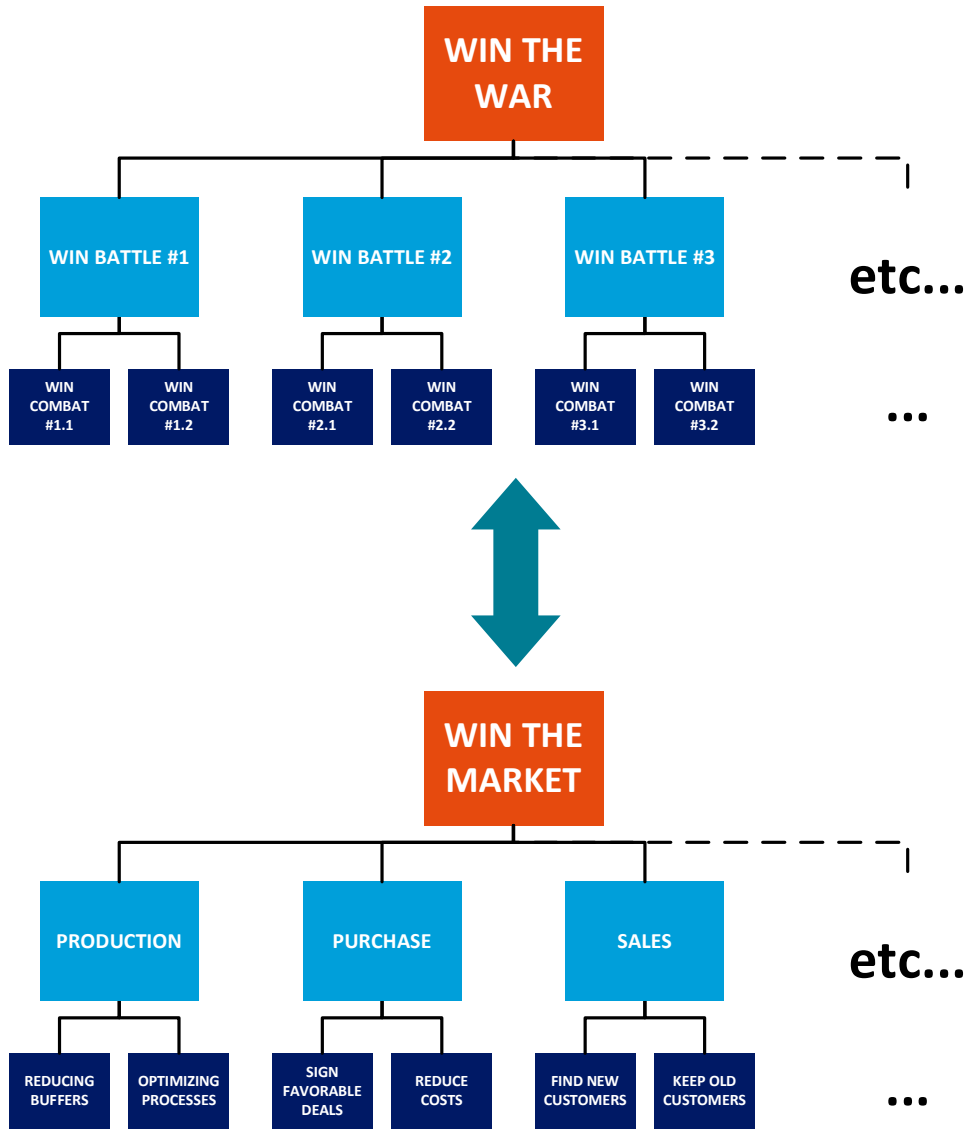 WIN THE
WAR
WIN BATTLE #1
WIN BATTLE #2
WIN BATTLE #3
etc...
WIN
COMBAT
#1.1
WIN
COMBAT
#1.2
WIN
COMBAT
#2.1
WIN
COMBAT
#2.2
WIN
COMBAT
#3.1
WIN
COMBAT
#3.2
...
WIN THE
MARKET
PRODUCTION
PURCHASE
SALES
etc...
REDUCING
BUFFERS
OPTIMIZING
PROCESSES
SIGN
FAVORABLE
DEALS
REDUCE
COSTS
FIND NEW
CUSTOMERS
KEEP OLD
CUSTOMERS
...